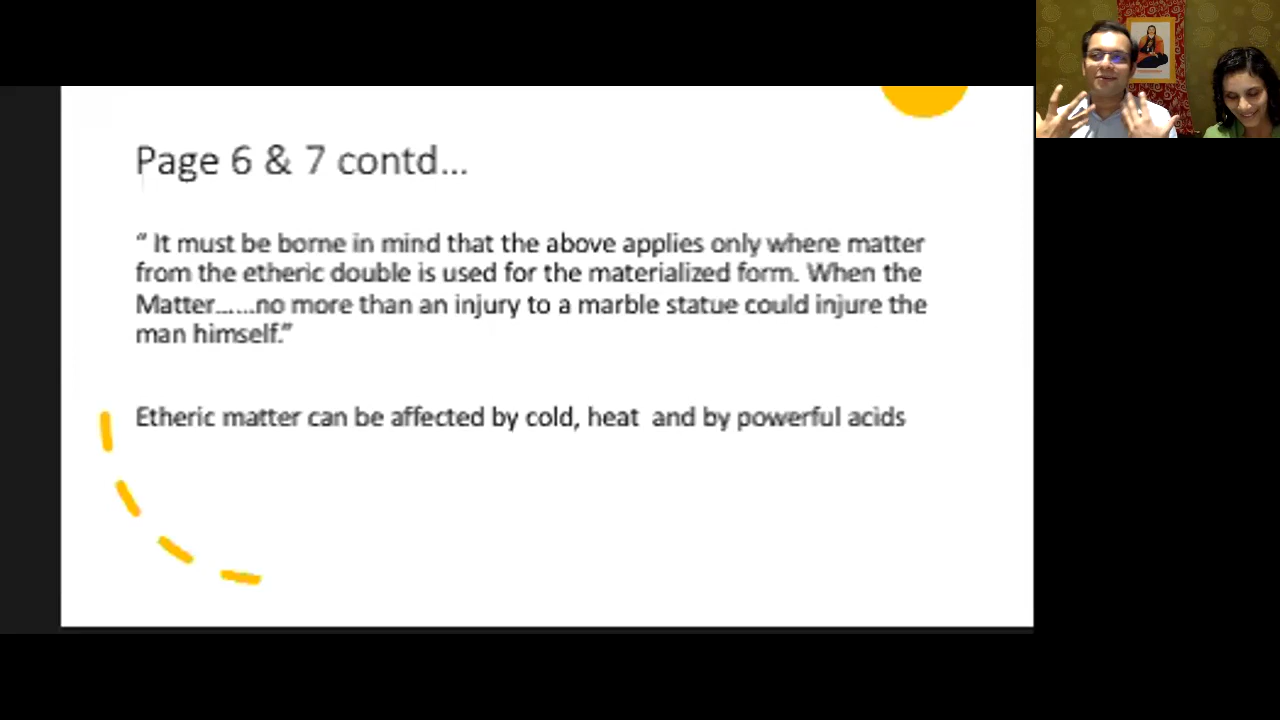 Page 6 & 7 contd...
“ It must be borne in mind that the above applies only where matter
from the etheric double is used for the materialized form. When the
Matter......no more than an injury to a marble statue could injure the
man himself.”
Etheric matter can be affected by cold, heat  and by powerful acids